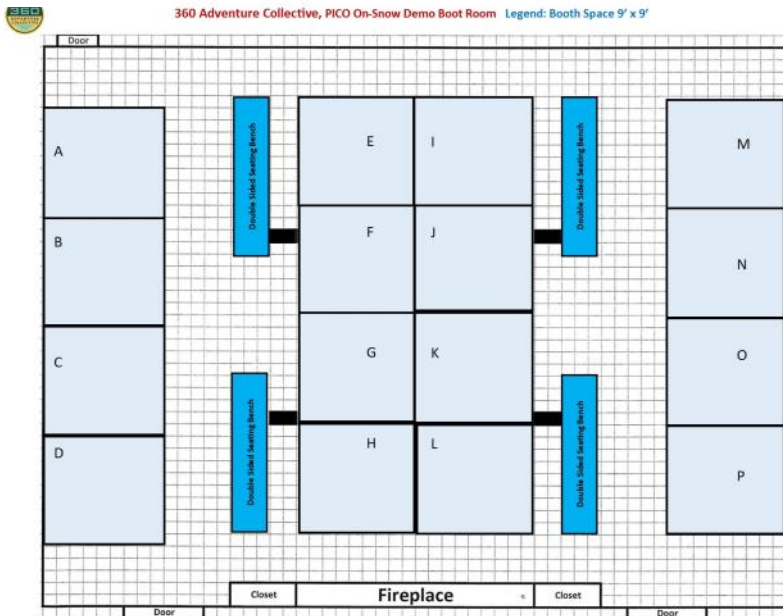 360
360 Adventure Collective, PICO On-Snow Demo Boot Room Legend: Booth Space 9' x 9'
Door
A
B
C
D
Double Sided Seating Bench
Double Sided Seating Bench
E
F
G
H
I
J
K
L
Double Sided Seating Bench
Double Sided Seating Bench
M
N
O
P
Closet
Fireplace
Closet
Door
Door